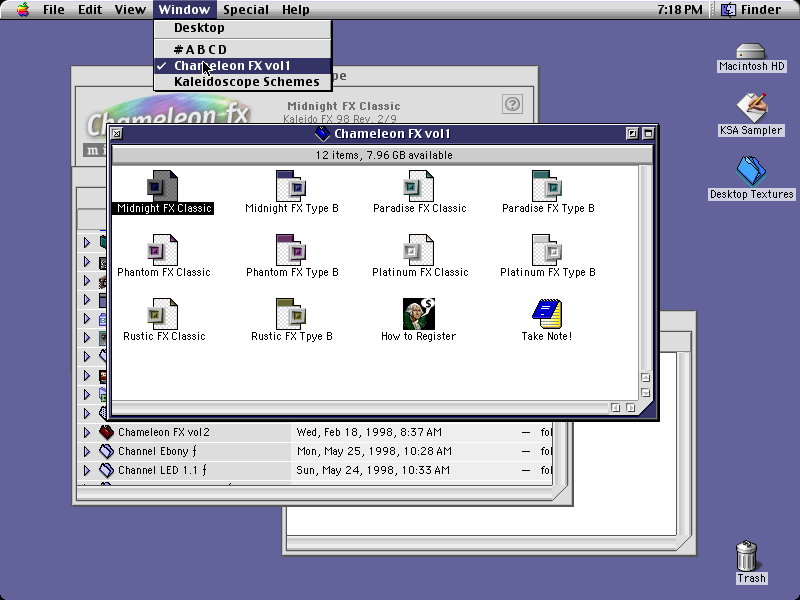 File Edit View Window Special Help 7:18 PM Finder
Desktop
# A B C D
✓ Chameleon FX vol1
Kaleidoscope Schemes
pe
Chameleon fx
Midnight FX Classic
Kaleido FX 98 Rev. 2/9
mi
Chameleon FX vol1
12 items, 7.96 GB available
Midnight FX Classic Midnight FX Type B Paradise FX Classic Paradise FX Type B
Phantom FX Classic Phantom FX Type B Platinum FX Classic Platinum FX Type B
Rustic FX Classic Rustic FX Tpye B How to Register Take Note!
Chameleon FX vol2 Wed, Feb 18, 1998, 8:37 AM — fol
Channel Ebony ƒ Mon, May 25, 1998, 10:28 AM — fol
Channel LED 1.1 ƒ Sun, May 24, 1998, 10:33 AM — fol
Macintosh HD
KSA Sampler
Desktop Textures
Trash